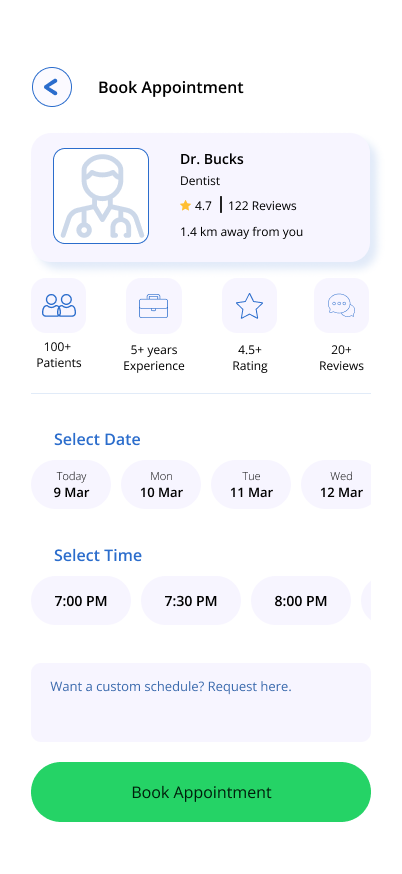 Book Appointment
Dr. Bucks
Dentist
4.7 | 122 Reviews
1.4 km away from you
100+
Patients
5+ years
Experience
4.5+
Rating
20+
Reviews
Select Date
Today
9 Mar
Mon
10 Mar
Tue
11 Mar
Wed
12 Mar
Select Time
7:00 PM
7:30 PM
8:00 PM
Want a custom schedule? Request here.
Book Appointment